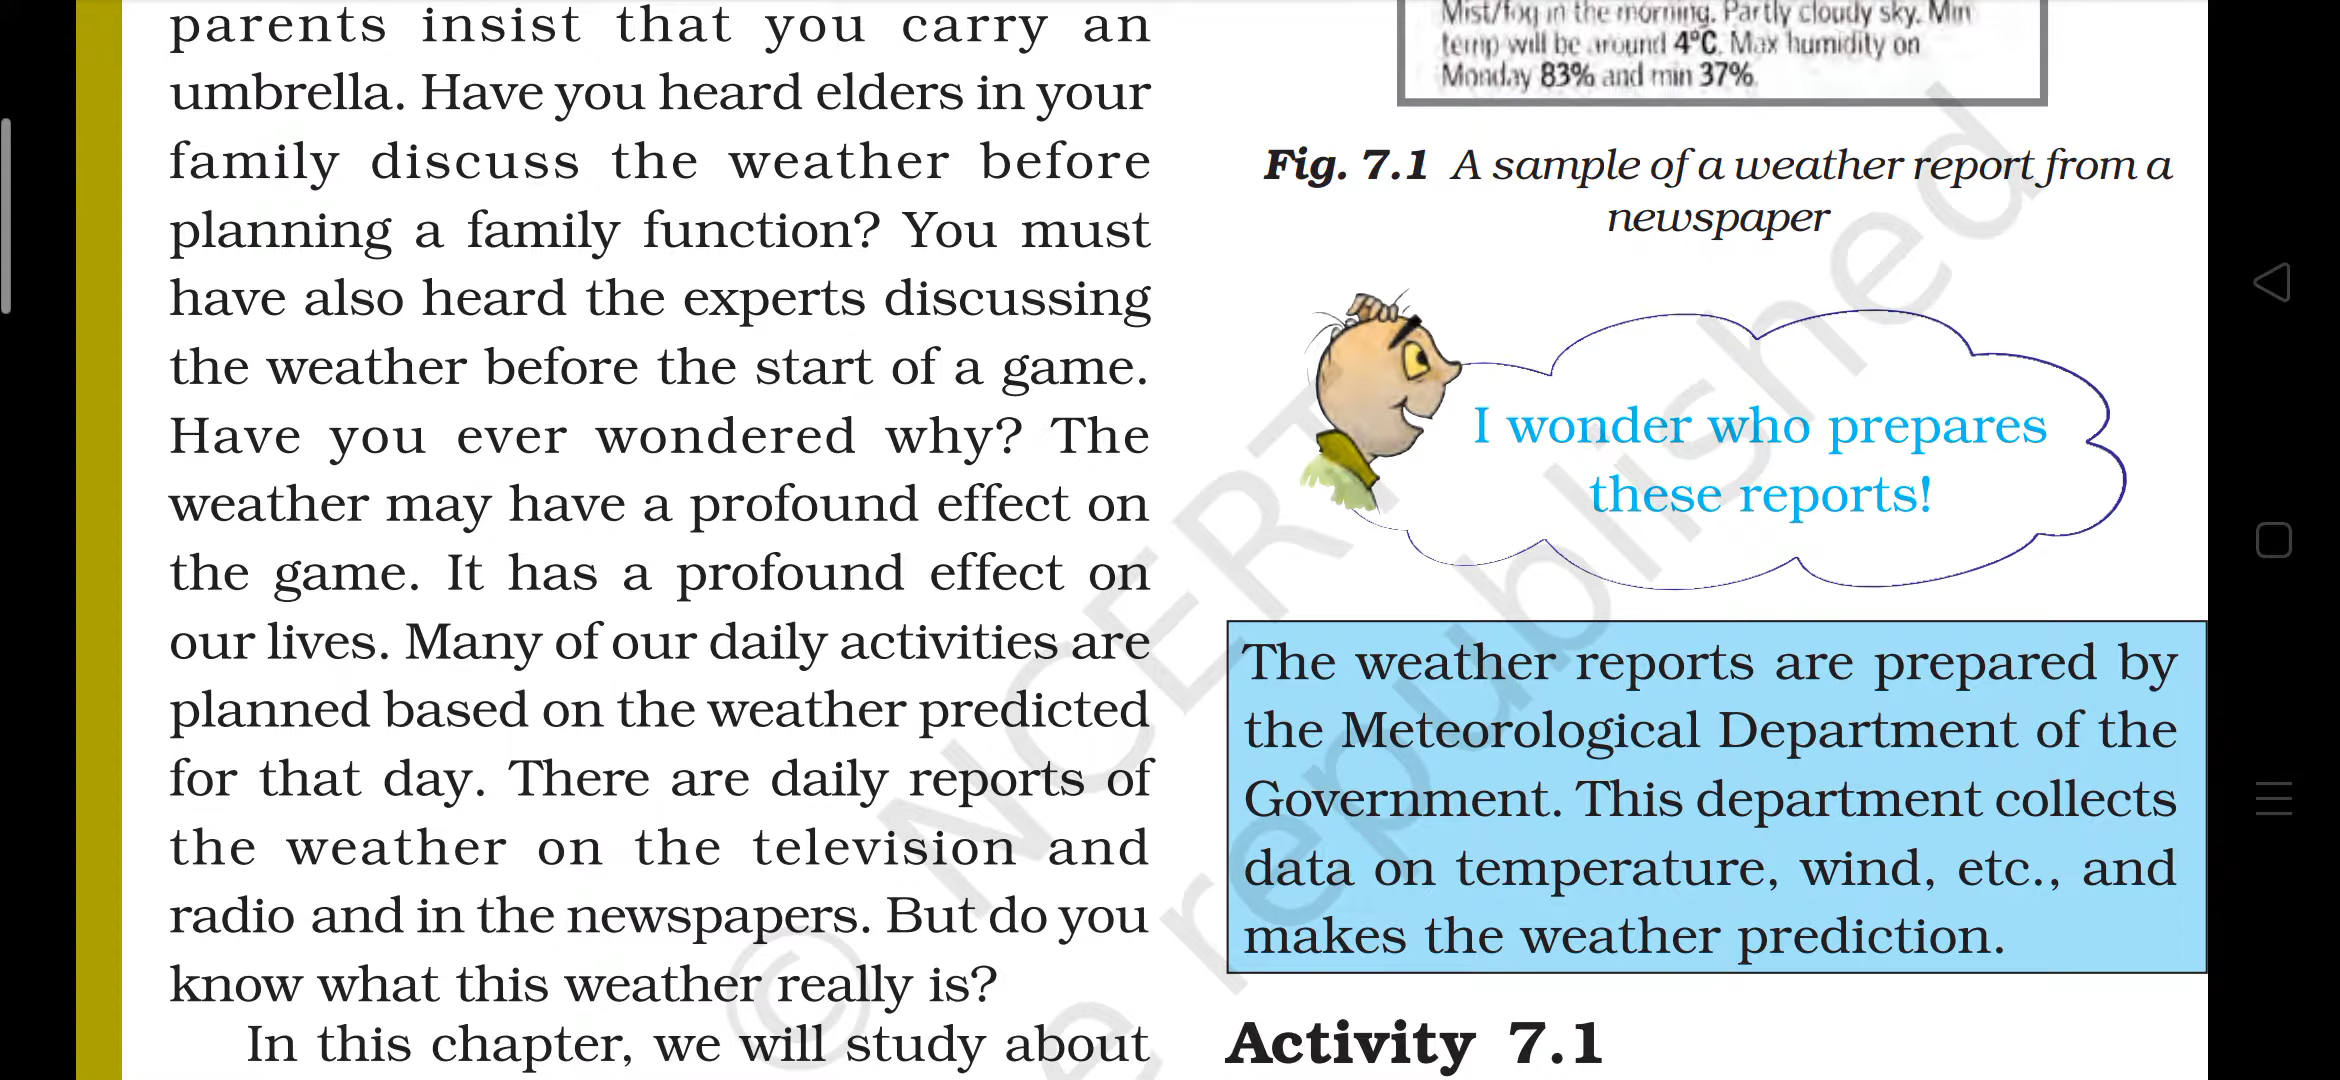 parents insist that you carry an
umbrella. Have you heard elders in your
family discuss the weather before
planning a family function? You must
have also heard the experts discussing
the weather before the start of a game.
Have you ever wondered why? The
weather may have a profound effect on
the game. It has a profound effect on
our lives. Many of our daily activities are
planned based on the weather predicted
for that day. There are daily reports of
the weather on the television and
radio and in the newspapers. But do you
know what this weather really is?
In this chapter, we will study about
Mist/fog in the morning. Partly cloudy sky. Min
temp will be around 4°C. Max humidity on
Monday 83% and min 37%.
Fig. 7.1 A sample of a weather report from a
newspaper
I wonder who prepares
these reports!
The weather reports are prepared by
the Meteorological Department of the
Government. This department collects
data on temperature, wind, etc., and
makes the weather prediction.
Activity 7.1
© NCERT
e republished